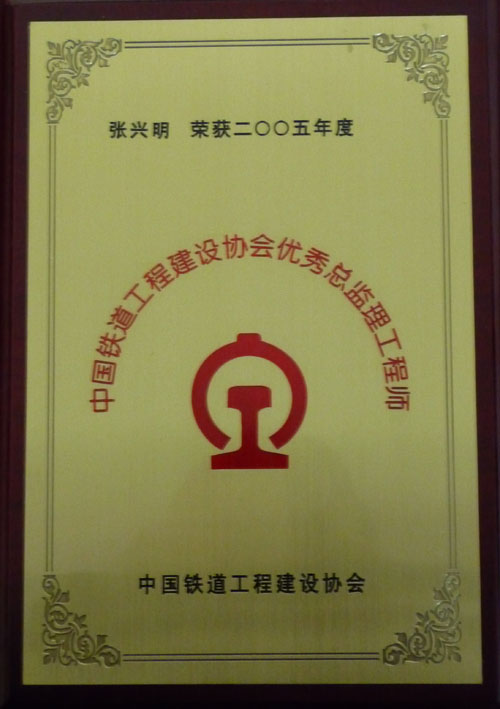 张兴明 荣获二〇〇五年度
中国铁道工程建设协会优秀总监理工程师
中国铁道工程建设协会